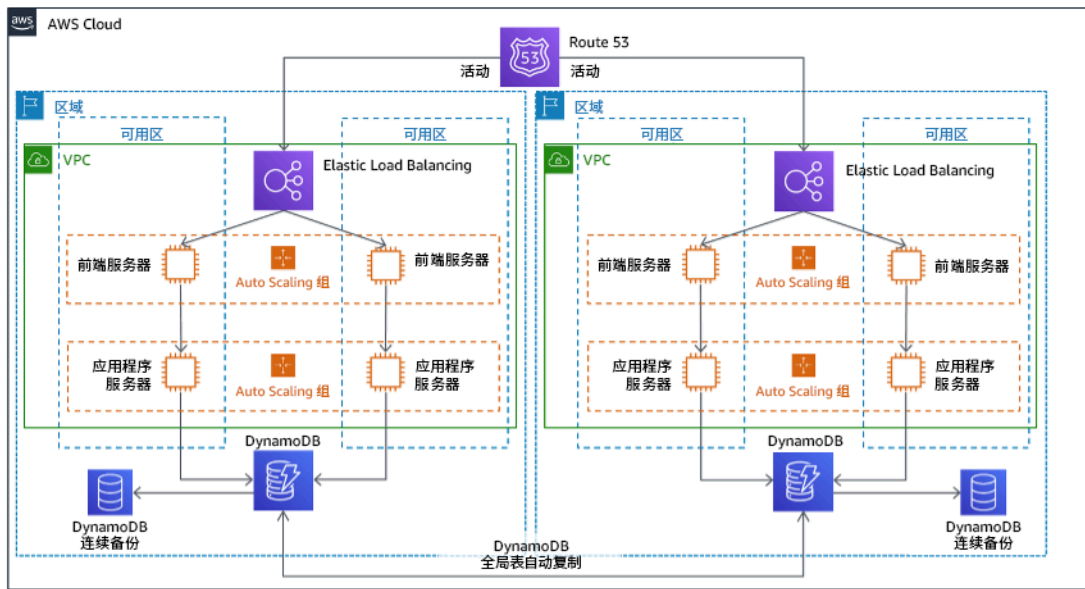 aws
AWS Cloud
53
Route 53
活动
活动
区域
区域
可用区
可用区
可用区
可用区
VPC
VPC
Elastic Load Balancing
Elastic Load Balancing
前端服务器
前端服务器
前端服务器
前端服务器
Auto Scaling 组
Auto Scaling 组
应用程序
服务器
应用程序
服务器
应用程序
服务器
应用程序
服务器
Auto Scaling 组
Auto Scaling 组
DynamoDB
DynamoDB
DynamoDB
连续备份
DynamoDB
连续备份
DynamoDB
全局表自动复制